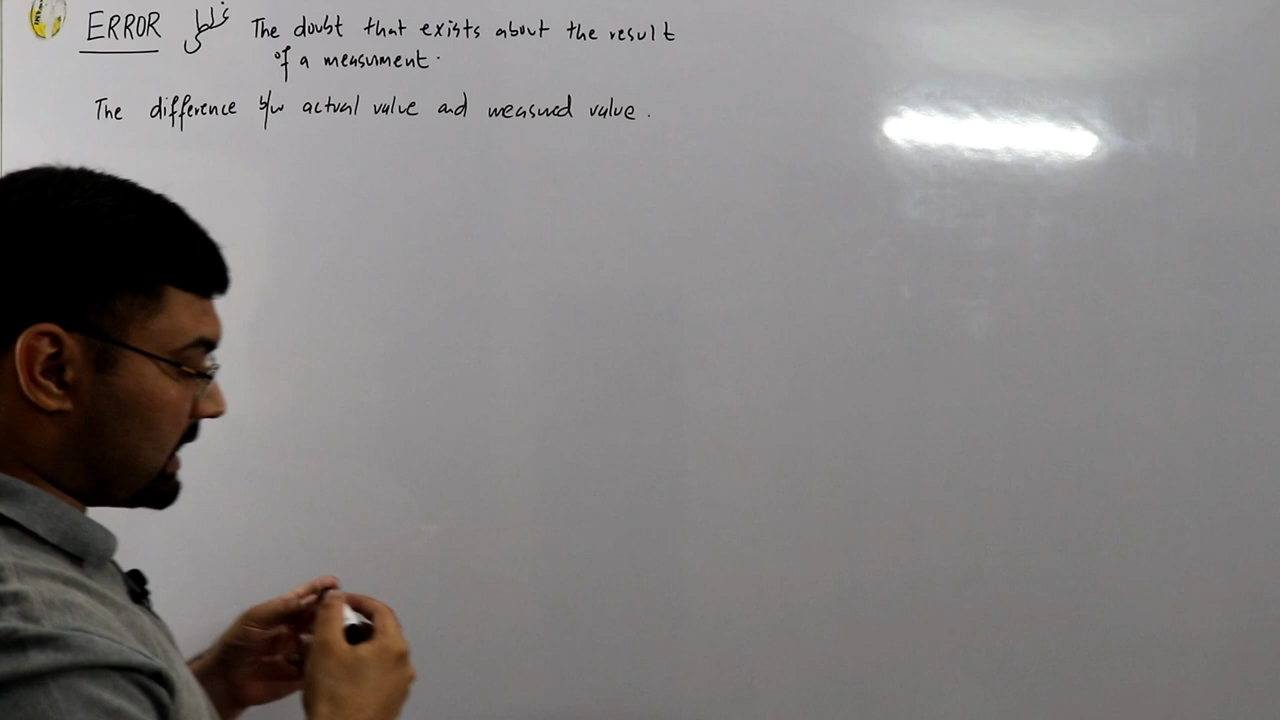 ERROR غلطی The doubt that exists about the result
of a measurment.
The difference b/w actual value and measured value.